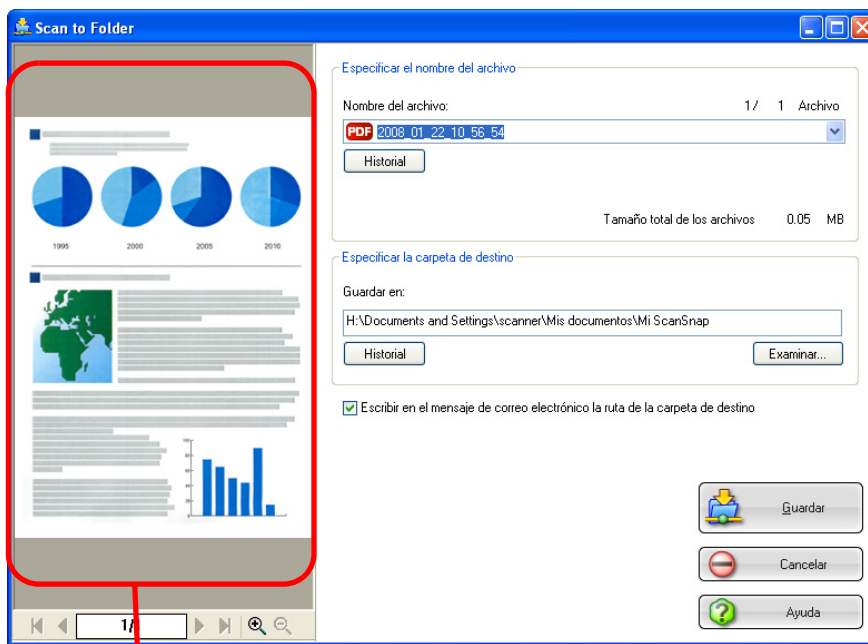 Scan to Folder
1995 2000 2005 2010
Especificar el nombre del archivo
Nombre del archivo: 1/ 1 Archivo
PDF 2008_01_22_10_56_54
Historial
Tamaño total de los archivos 0.05 MB
Especificar la carpeta de destino
Guardar en:
H:\Documents and Settings\scanner\Mis documentos\Mi ScanSnap
Historial Examinar...
Escribir en el mensaje de correo electrónico la ruta de la carpeta de destino
Guardar
Cancelar
Ayuda